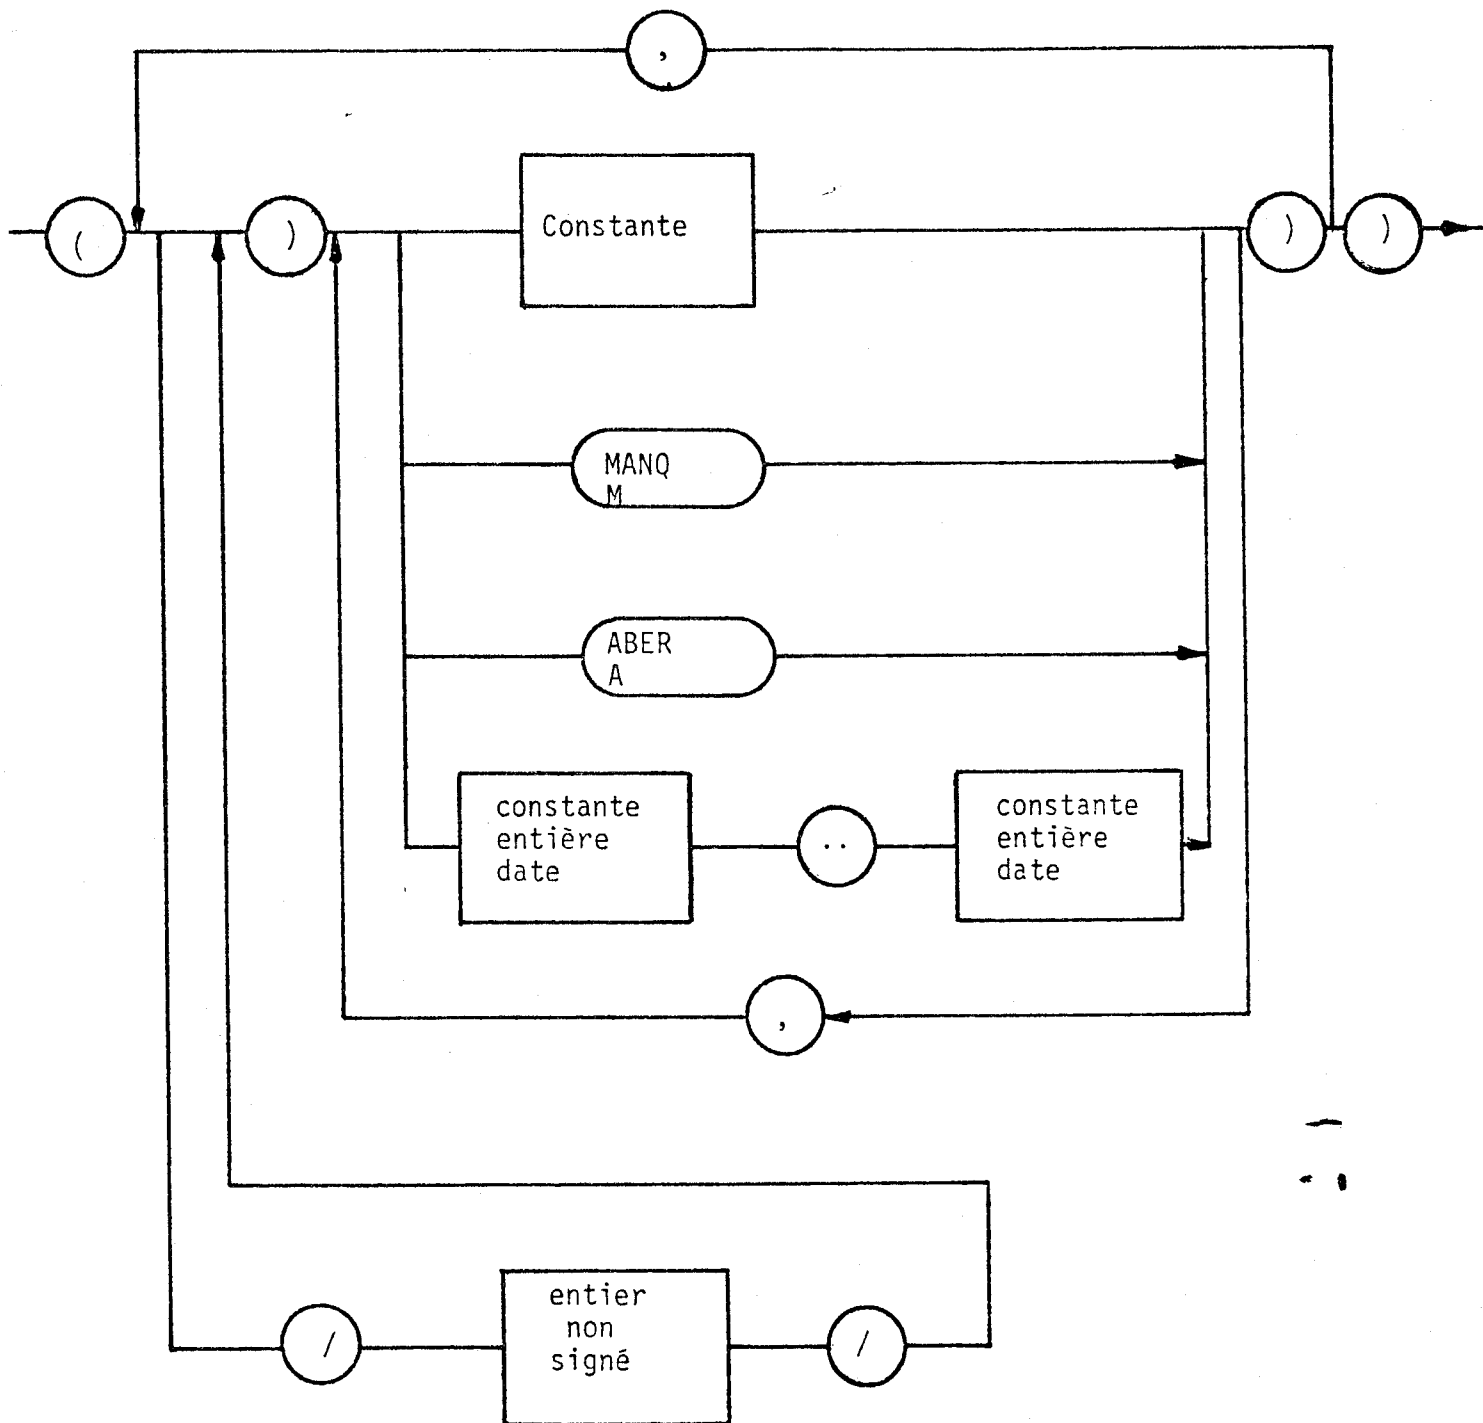 ,
( ) Constante ) )
MANQ
M
ABER
A
constante
entière
date
..
constante
entière
date
,
/
entier
non
signé
/